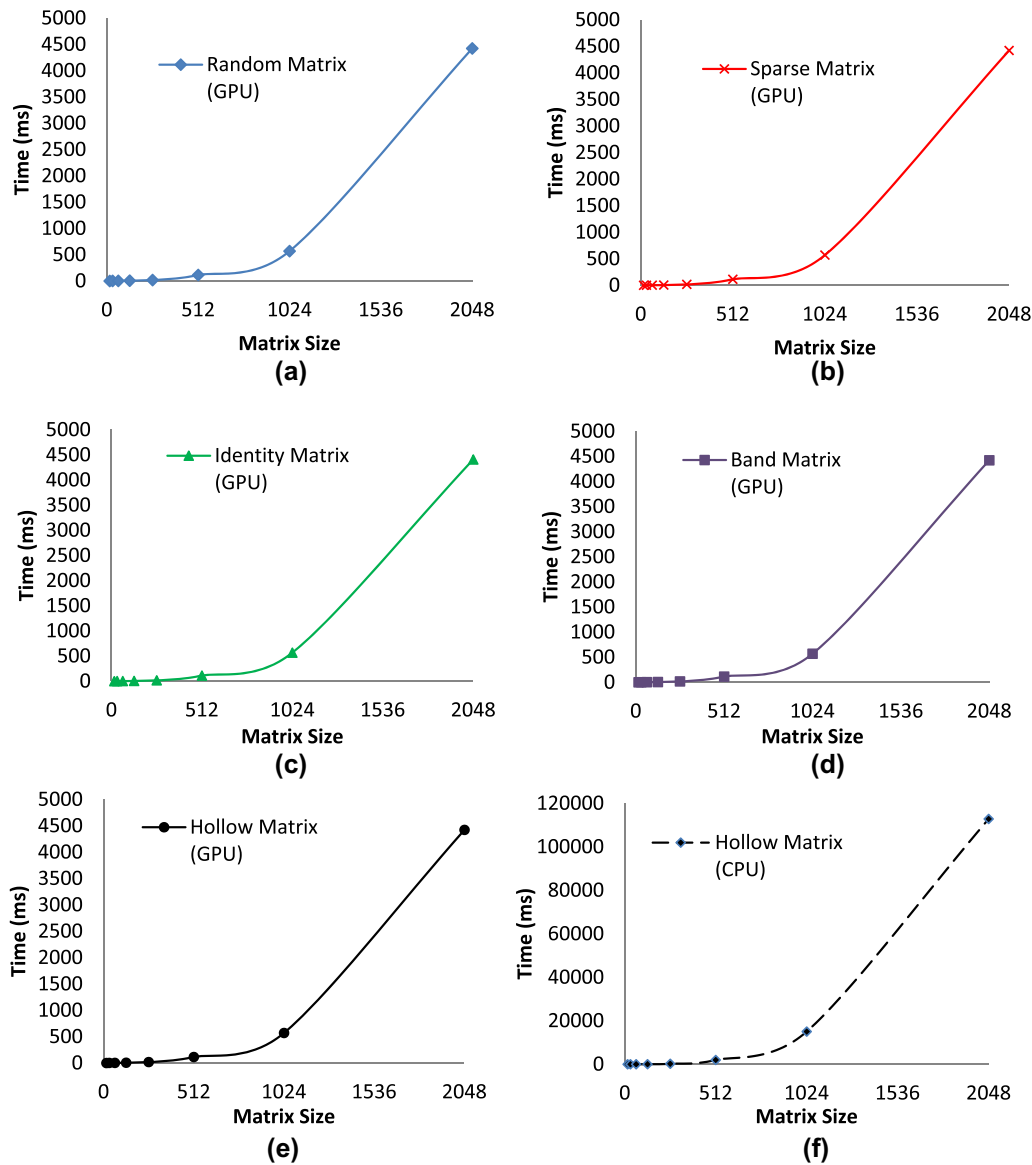 5000
4500
4000
3500
3000
2500
2000
1500
1000
500
0
Time (ms)
Random Matrix
(GPU)
0 512 1024 1536 2048
Matrix Size
(a)
5000
4500
4000
3500
3000
2500
2000
1500
1000
500
0
Time (ms)
Sparse Matrix
(GPU)
0 512 1024 1536 2048
Matrix Size
(b)
5000
4500
4000
3500
3000
2500
2000
1500
1000
500
0
Time (ms)
Identity Matrix
(GPU)
0 512 1024 1536 2048
Matrix Size
(c)
5000
4500
4000
3500
3000
2500
2000
1500
1000
500
0
Time (ms)
Band Matrix
(GPU)
0 512 1024 1536 2048
Matrix Size
(d)
5000
4500
4000
3500
3000
2500
2000
1500
1000
500
0
Time (ms)
Hollow Matrix
(GPU)
0 512 1024 1536 2048
Matrix Size
(e)
120000
100000
80000
60000
40000
20000
0
Time (ms)
Hollow Matrix
(CPU)
0 512 1024 1536 2048
Matrix Size
(f)